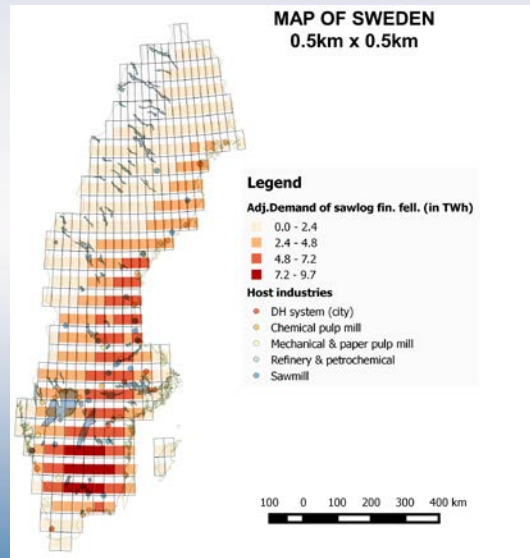 MAP OF SWEDEN
0.5km x 0.5km
Legend
Adj.Demand of sawlog fin. fell. (in TWh)
0.0 - 2.4
2.4 - 4.8
4.8 - 7.2
7.2 - 9.7
Host industries
DH system (city)
Chemical pulp mill
Mechanical & paper pulp mill
Refinery & petrochemical
Sawmill
100 0 100 200 300 400 km